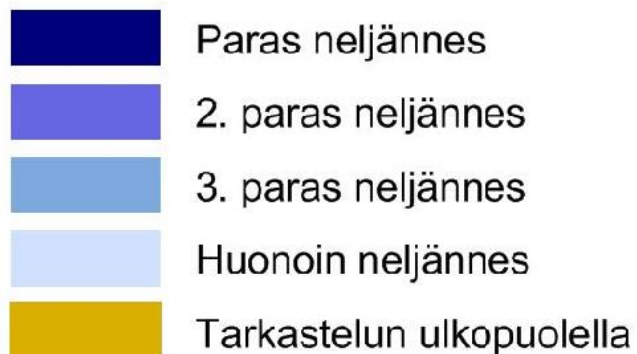 Paras neljännes
2. paras neljännes
3. paras neljännes
Huonoin neljännes
Tarkastelun ulkopuolella